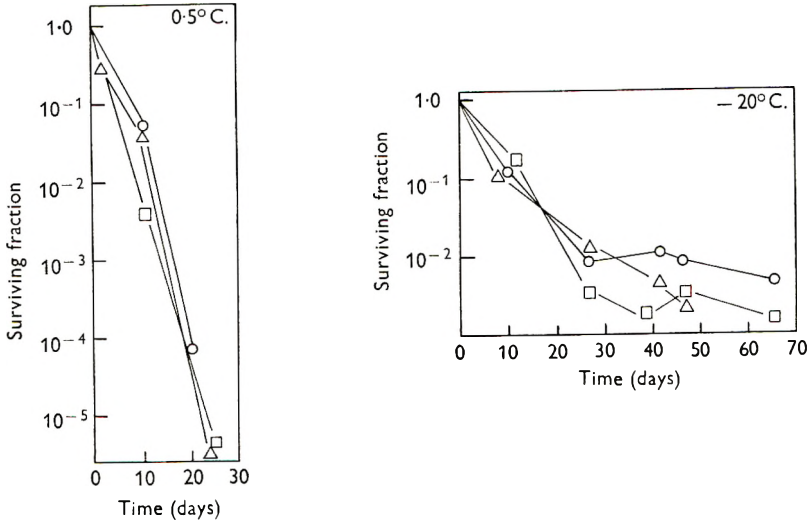 0·5° C.
1·0
10⁻¹
10⁻²
10⁻³
10⁻⁴
10⁻⁵
Surviving fraction
0 10 20 30
Time (days)
— 20° C.
1·0
10⁻¹
10⁻²
Surviving fraction
0 10 20 30 40 50 60 70
Time (days)